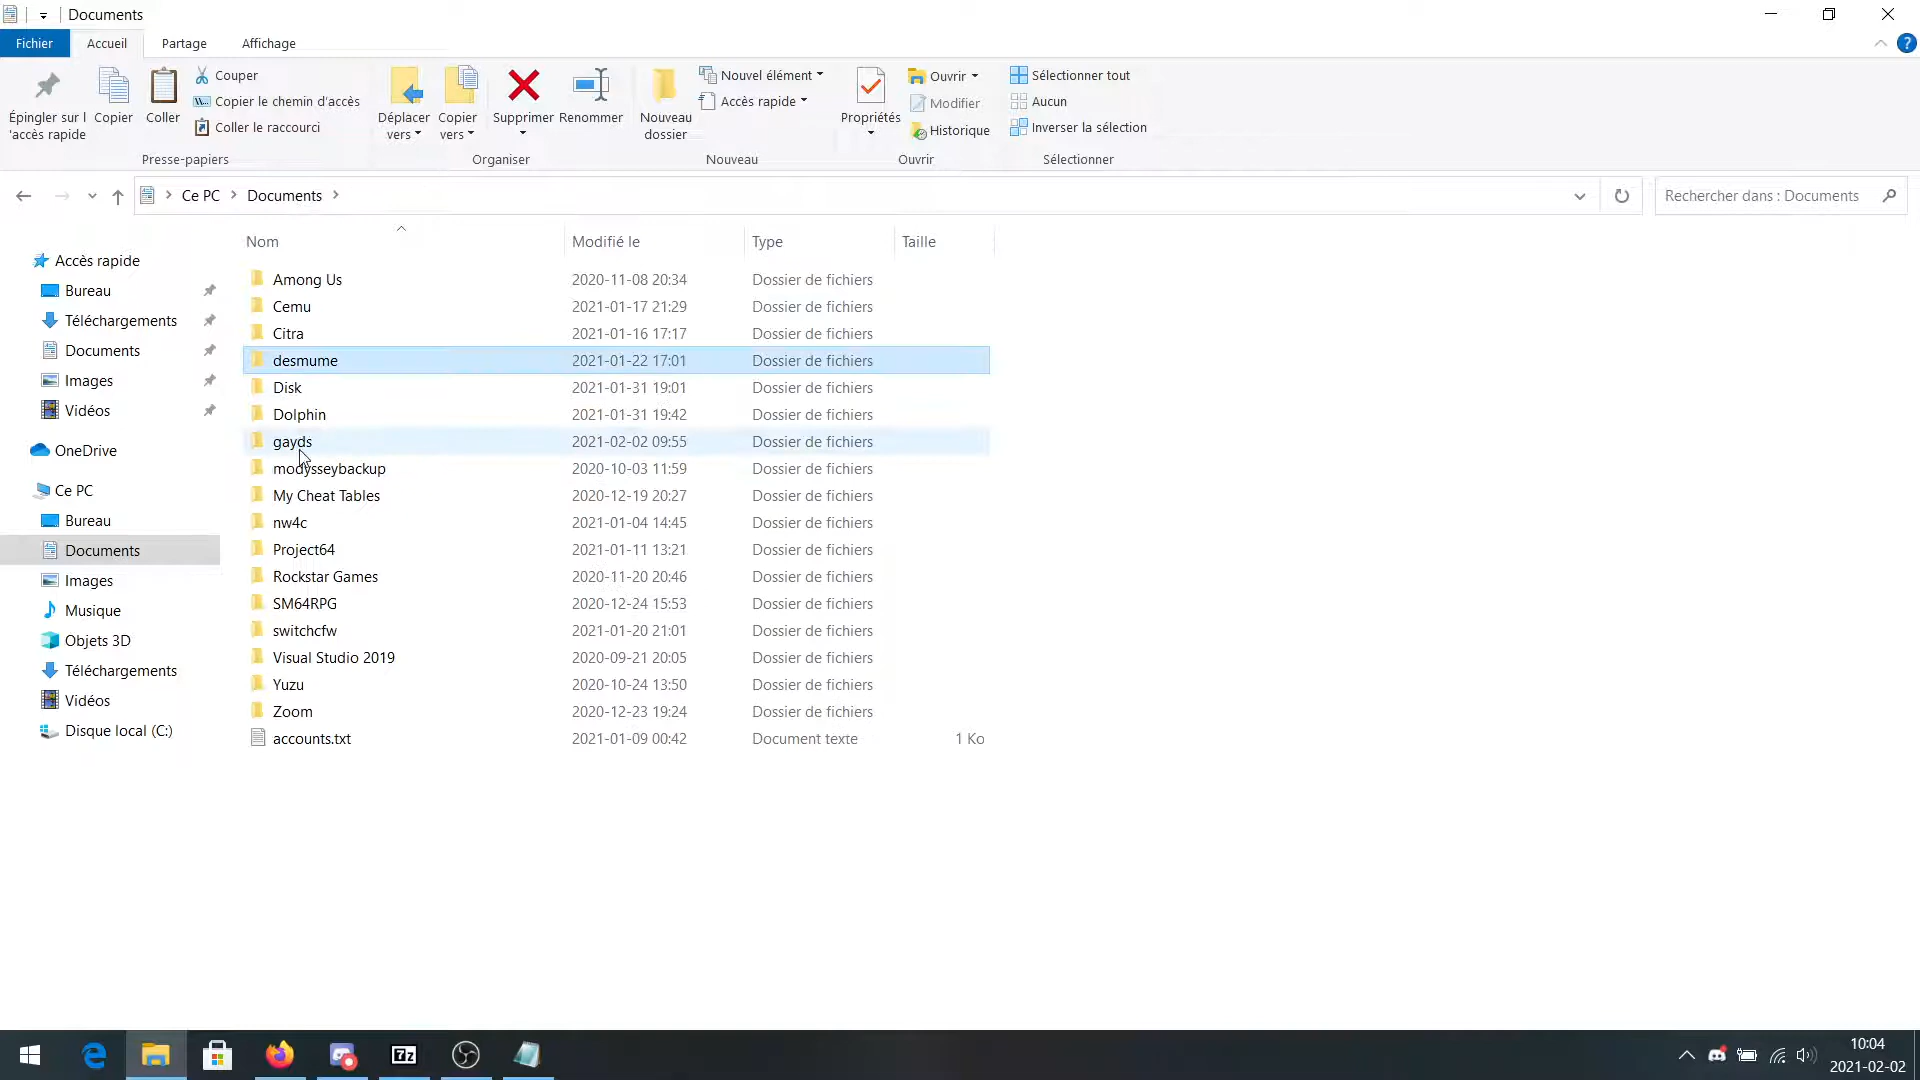 Documents
Fichier Accueil Partage Affichage
Épingler sur l'accès rapide
Copier
Coller
Couper
Copier le chemin d'accès
Coller le raccourci
Presse-papiers
Déplacer vers
Copier vers
Supprimer
Renommer
Organiser
Nouveau dossier
Nouvel élément
Accès rapide
Nouveau
Propriétés
Ouvrir
Modifier
Historique
Ouvrir
Sélectionner tout
Aucun
Inverser la sélection
Sélectionner
Ce PC > Documents >
Rechercher dans : Documents
Accès rapide
Bureau
Téléchargements
Documents
Images
Vidéos
OneDrive
Ce PC
Bureau
Documents
Images
Musique
Objets 3D
Téléchargements
Vidéos
Disque local (C:)
Nom Modifié le Type Taille
Among Us 2020-11-08 20:34 Dossier de fichiers
Cemu 2021-01-17 21:29 Dossier de fichiers
Citra 2021-01-16 17:17 Dossier de fichiers
desmume 2021-01-22 17:01 Dossier de fichiers
Disk 2021-01-31 19:01 Dossier de fichiers
Dolphin 2021-01-31 19:42 Dossier de fichiers
gayds 2021-02-02 09:55 Dossier de fichiers
modysseybackup 2020-10-03 11:59 Dossier de fichiers
My Cheat Tables 2020-12-19 20:27 Dossier de fichiers
nw4c 2021-01-04 14:45 Dossier de fichiers
Project64 2021-01-11 13:21 Dossier de fichiers
Rockstar Games 2020-11-20 20:46 Dossier de fichiers
SM64RPG 2020-12-24 15:53 Dossier de fichiers
switchcfw 2021-01-20 21:01 Dossier de fichiers
Visual Studio 2019 2020-09-21 20:05 Dossier de fichiers
Yuzu 2020-10-24 13:50 Dossier de fichiers
Zoom 2020-12-23 19:24 Dossier de fichiers
accounts.txt 2021-01-09 00:42 Document texte 1 Ko
7z
10:04
2021-02-02